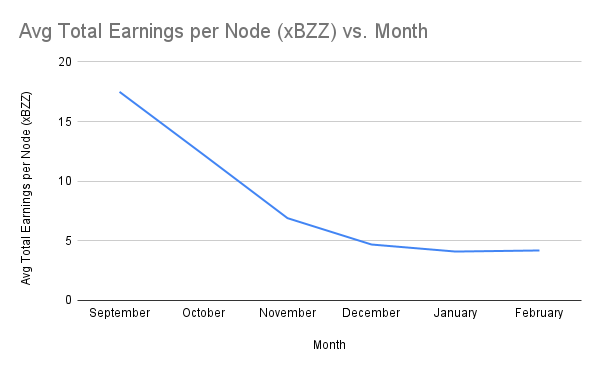 Avg Total Earnings per Node (xBZZ) vs. Month
Avg Total Earnings per Node (xBZZ)
20
15
10
5
0
September October November December January February
Month